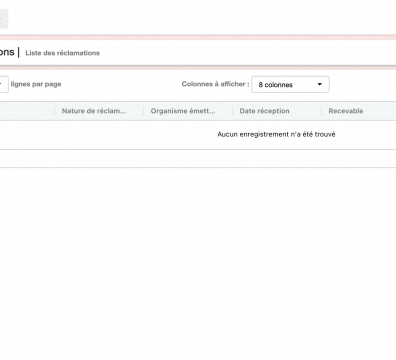 ons | Liste des réclamations
lignes par page Colonnes à afficher : 8 colonnes
Nature de réclam... Organisme émett... Date réception Recevable
Aucun enregistrement n'a été trouvé